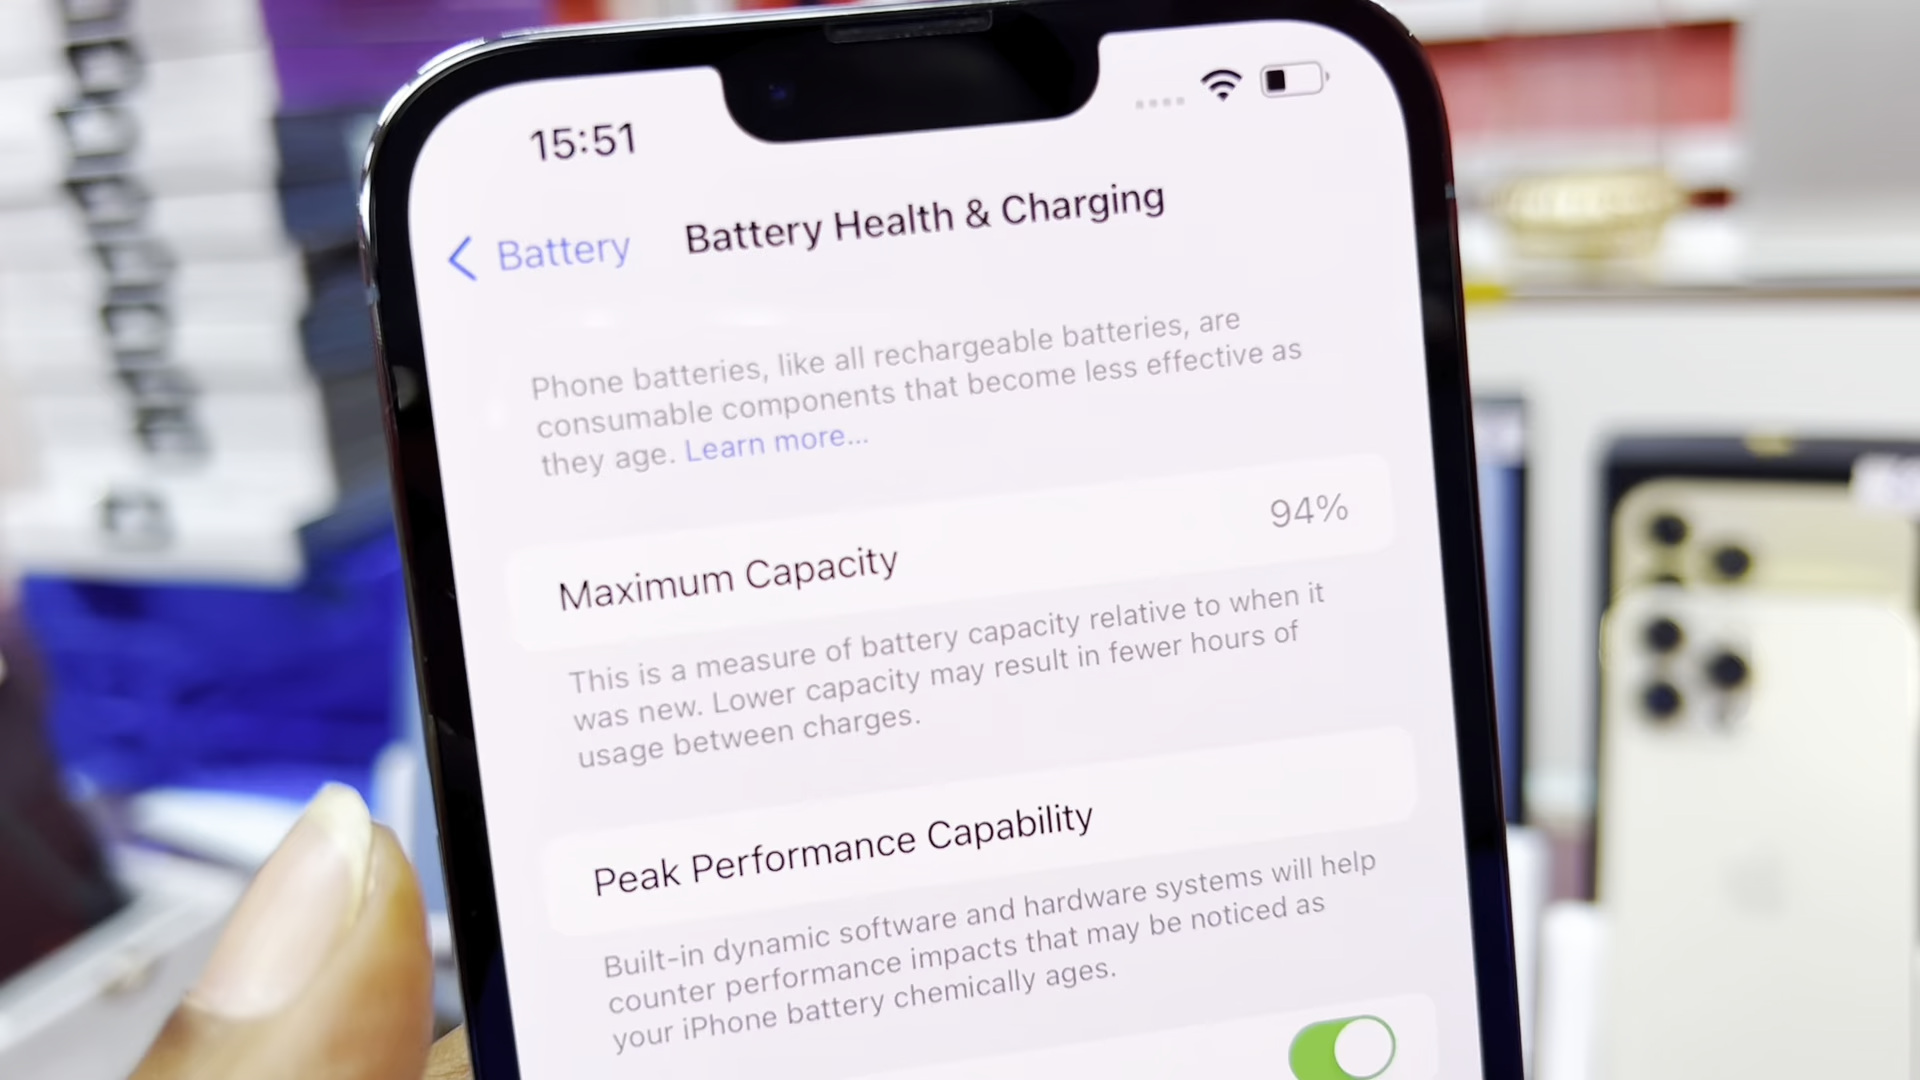 15:51
Battery
Battery Health & Charging
Phone batteries, like all rechargeable batteries, are
consumable components that become less effective as
they age. Learn more...
Maximum Capacity
94%
This is a measure of battery capacity relative to when it
was new. Lower capacity may result in fewer hours of
usage between charges.
Peak Performance Capability
Built-in dynamic software and hardware systems will help
counter performance impacts that may be noticed as
your iPhone battery chemically ages.